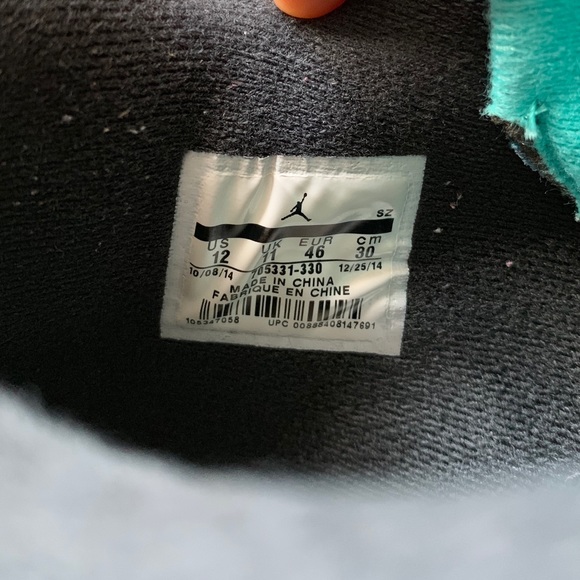 SZ
US UK EUR cm
12 11 46 30
10/08/14 705331-330 12/25/14
MADE IN CHINA
FABRIQUE EN CHINE
UPC 00888408147691